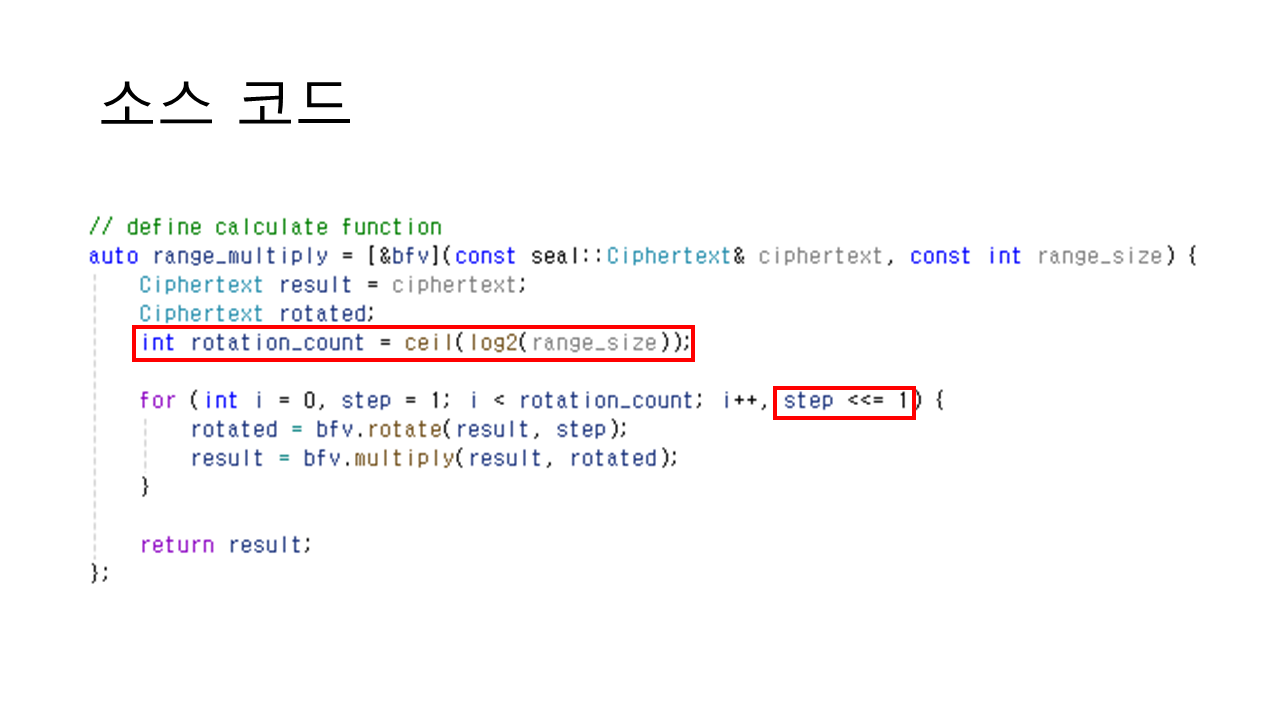 소스 코드
// define calculate function
auto range_multiply = [&bfv](const seal::Ciphertext& ciphertext, const int range_size) {
Ciphertext result = ciphertext;
Ciphertext rotated;
int rotation_count = ceil(log2(range_size));
for (int i = 0, step = 1; i < rotation_count; i++, step <<= 1) {
rotated = bfv.rotate(result, step);
result = bfv.multiply(result, rotated);
}
return result;
};